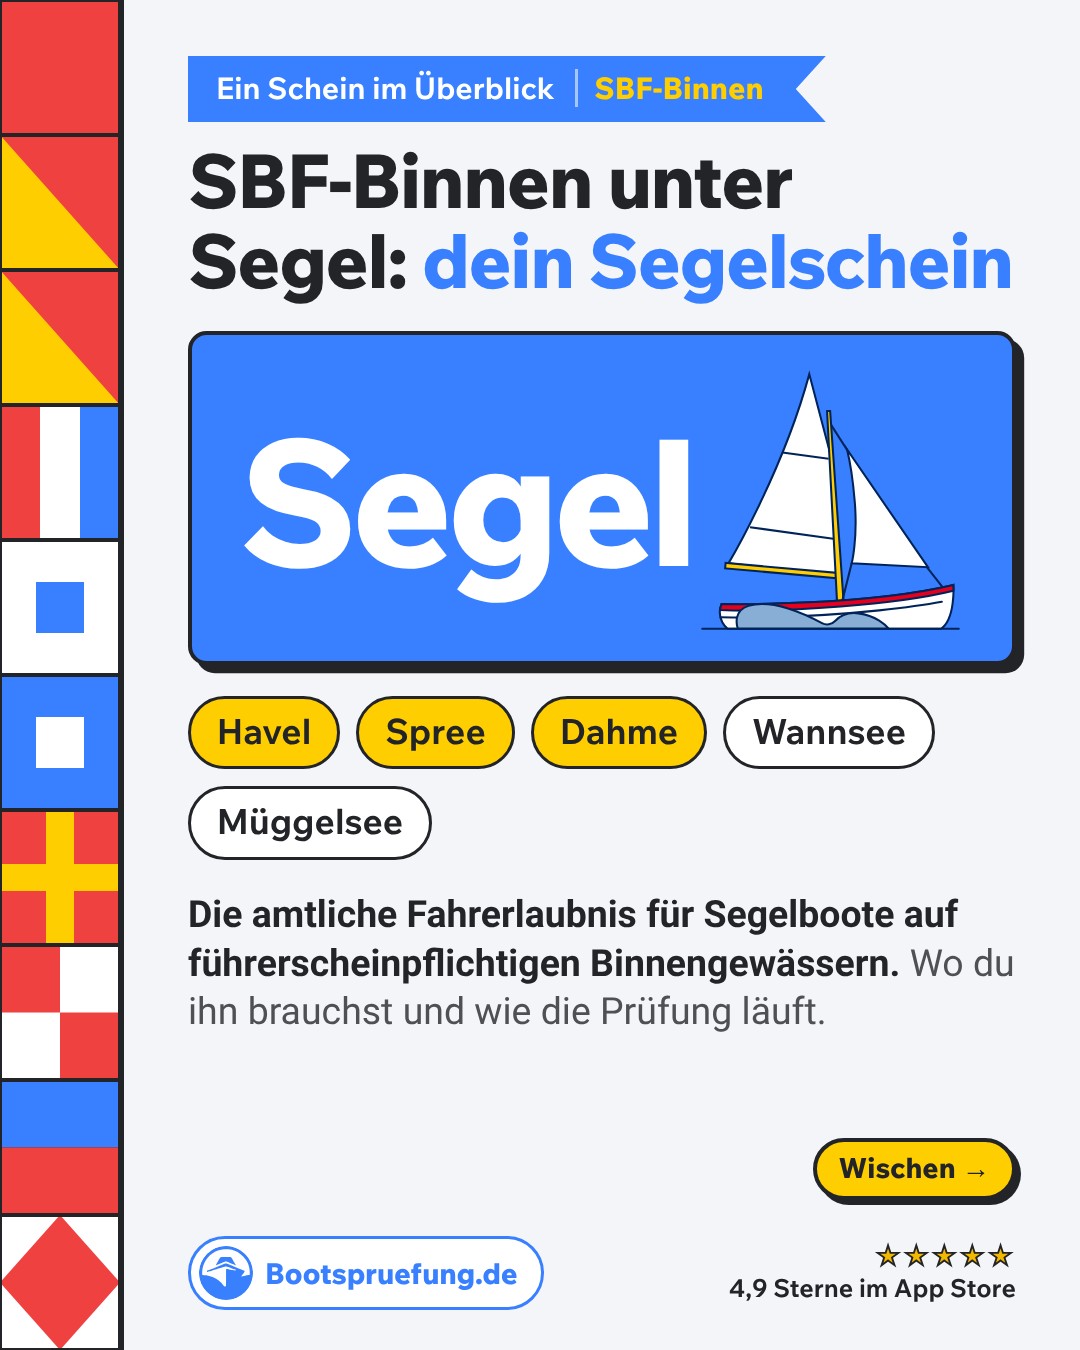 Ein Schein im Überblick | SBF-Binnen
SBF-Binnen unter
Segel: dein Segelschein
Segel
Havel Spree Dahme Wannsee
Müggelsee
Die amtliche Fahrerlaubnis für Segelboote auf
führerscheinpflichtigen Binnengewässern. Wo du
ihn brauchst und wie die Prüfung läuft.
Wischen →
Bootspruefung.de
★★★★★
4,9 Sterne im App Store